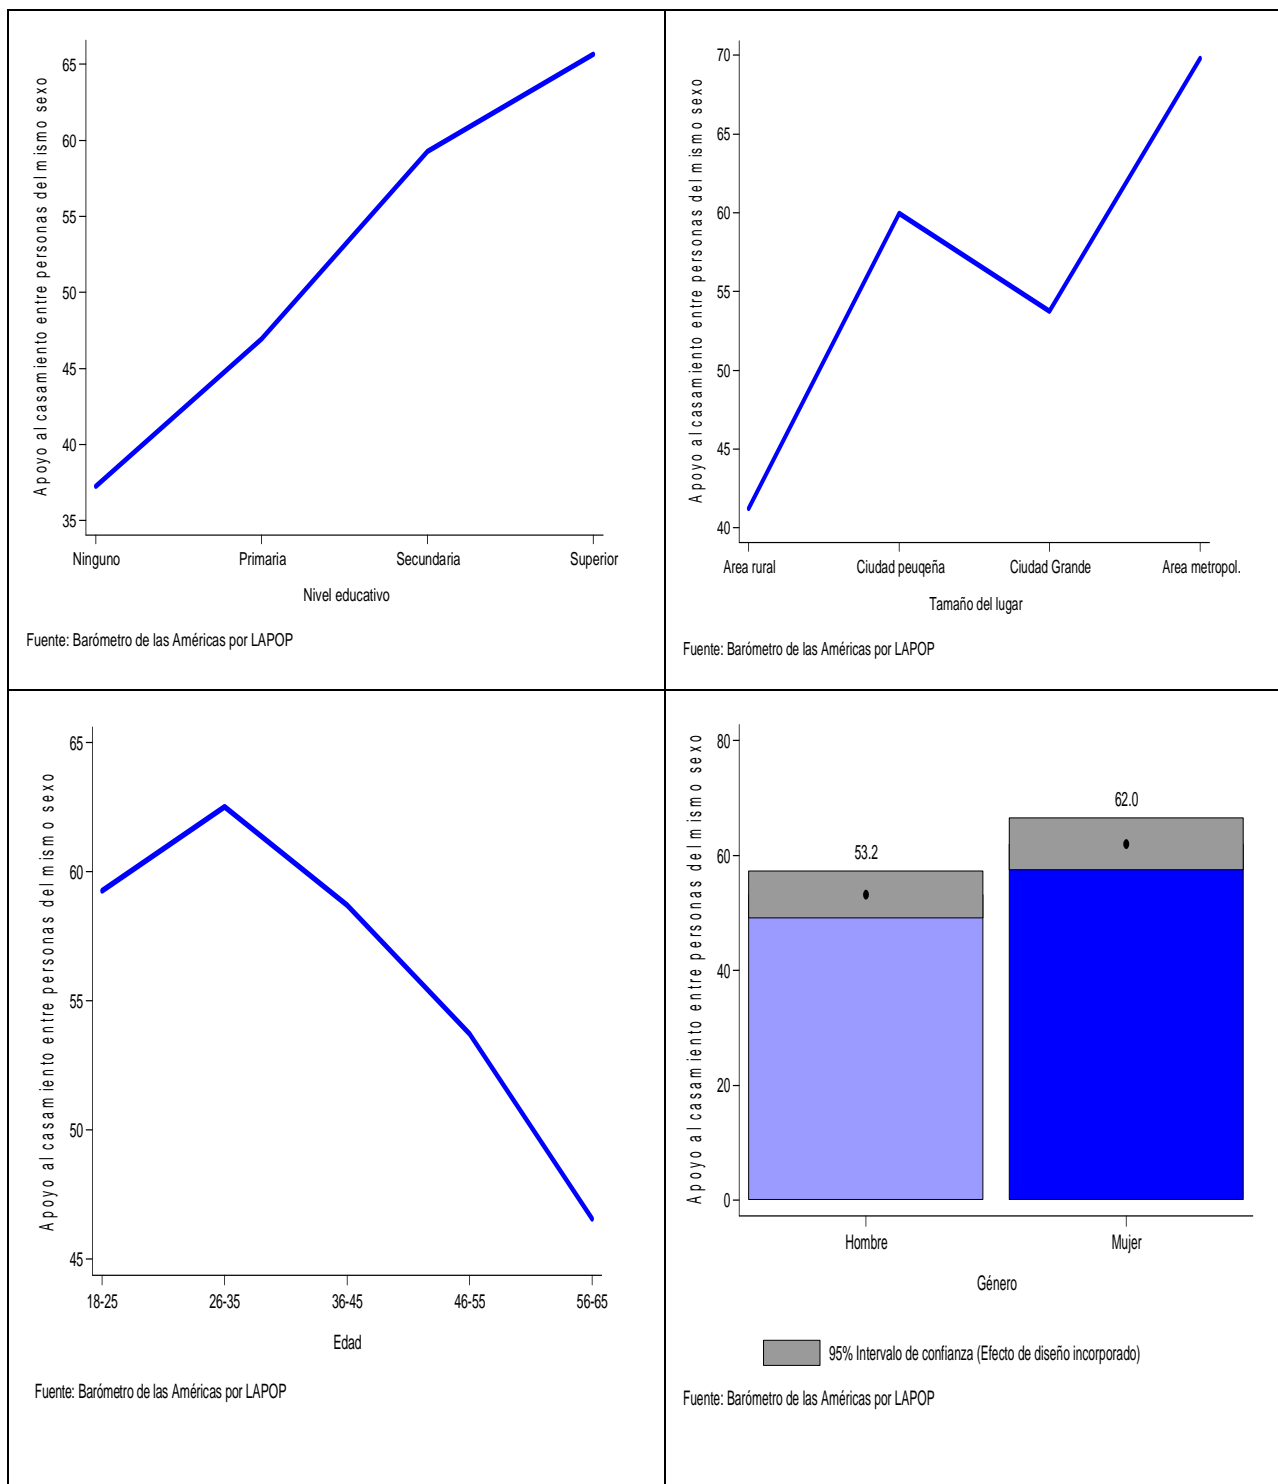 Apoyo al casamiento entre personas del mismo sexo
65
60
55
50
45
40
35
Ninguno
Primaria
Secundaria
Superior
Nivel educativo
Fuente: Barómetro de las Américas por LAPOP
Apoyo al casamiento entre personas del mismo sexo
70
65
60
55
50
45
40
Area rural
Ciudad peuqeña
Ciudad Grande
Area metropol.
Tamaño del lugar
Fuente: Barómetro de las Américas por LAPOP
Apoyo al casamiento entre personas del mismo sexo
65
60
55
50
45
18-25
26-35
36-45
46-55
56-65
Edad
Fuente: Barómetro de las Américas por LAPOP
Apoyo al casamiento entre personas del mismo sexo
80
60
40
20
0
53.2
62.0
Hombre
Mujer
Género
95% Intervalo de confianza (Efecto de diseño incorporado)
Fuente: Barómetro de las Américas por LAPOP